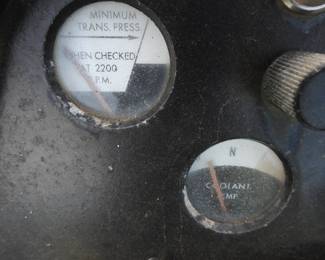 MINIMUM
TRANS. PRESS.
WHEN CHECKED
AT 2200
R.P.M.
N
COOLANT
TEMP